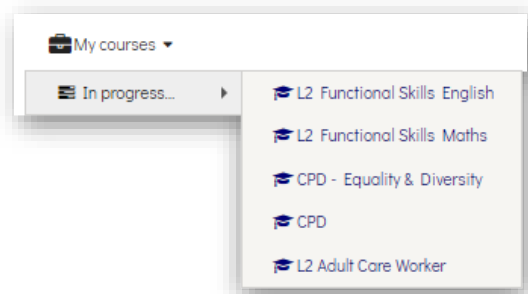 My courses
In progress...
L2 Functional Skills English
L2 Functional Skills Maths
CPD - Equality & Diversity
CPD
L2 Adult Care Worker